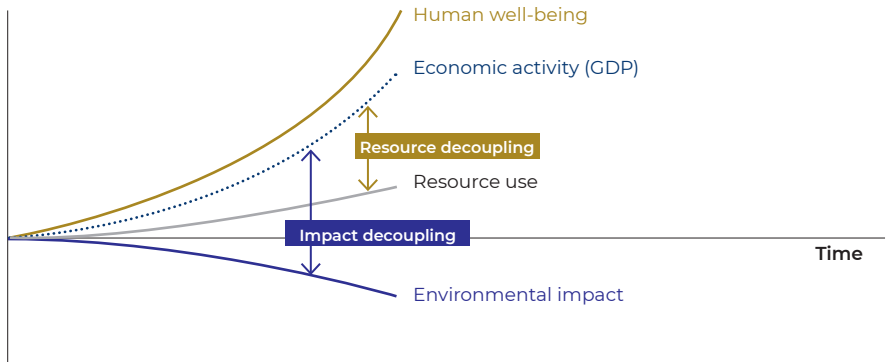 Human well-being
Economic activity (GDP)
Resource decoupling
Resource use
Impact decoupling
Time
Environmental impact